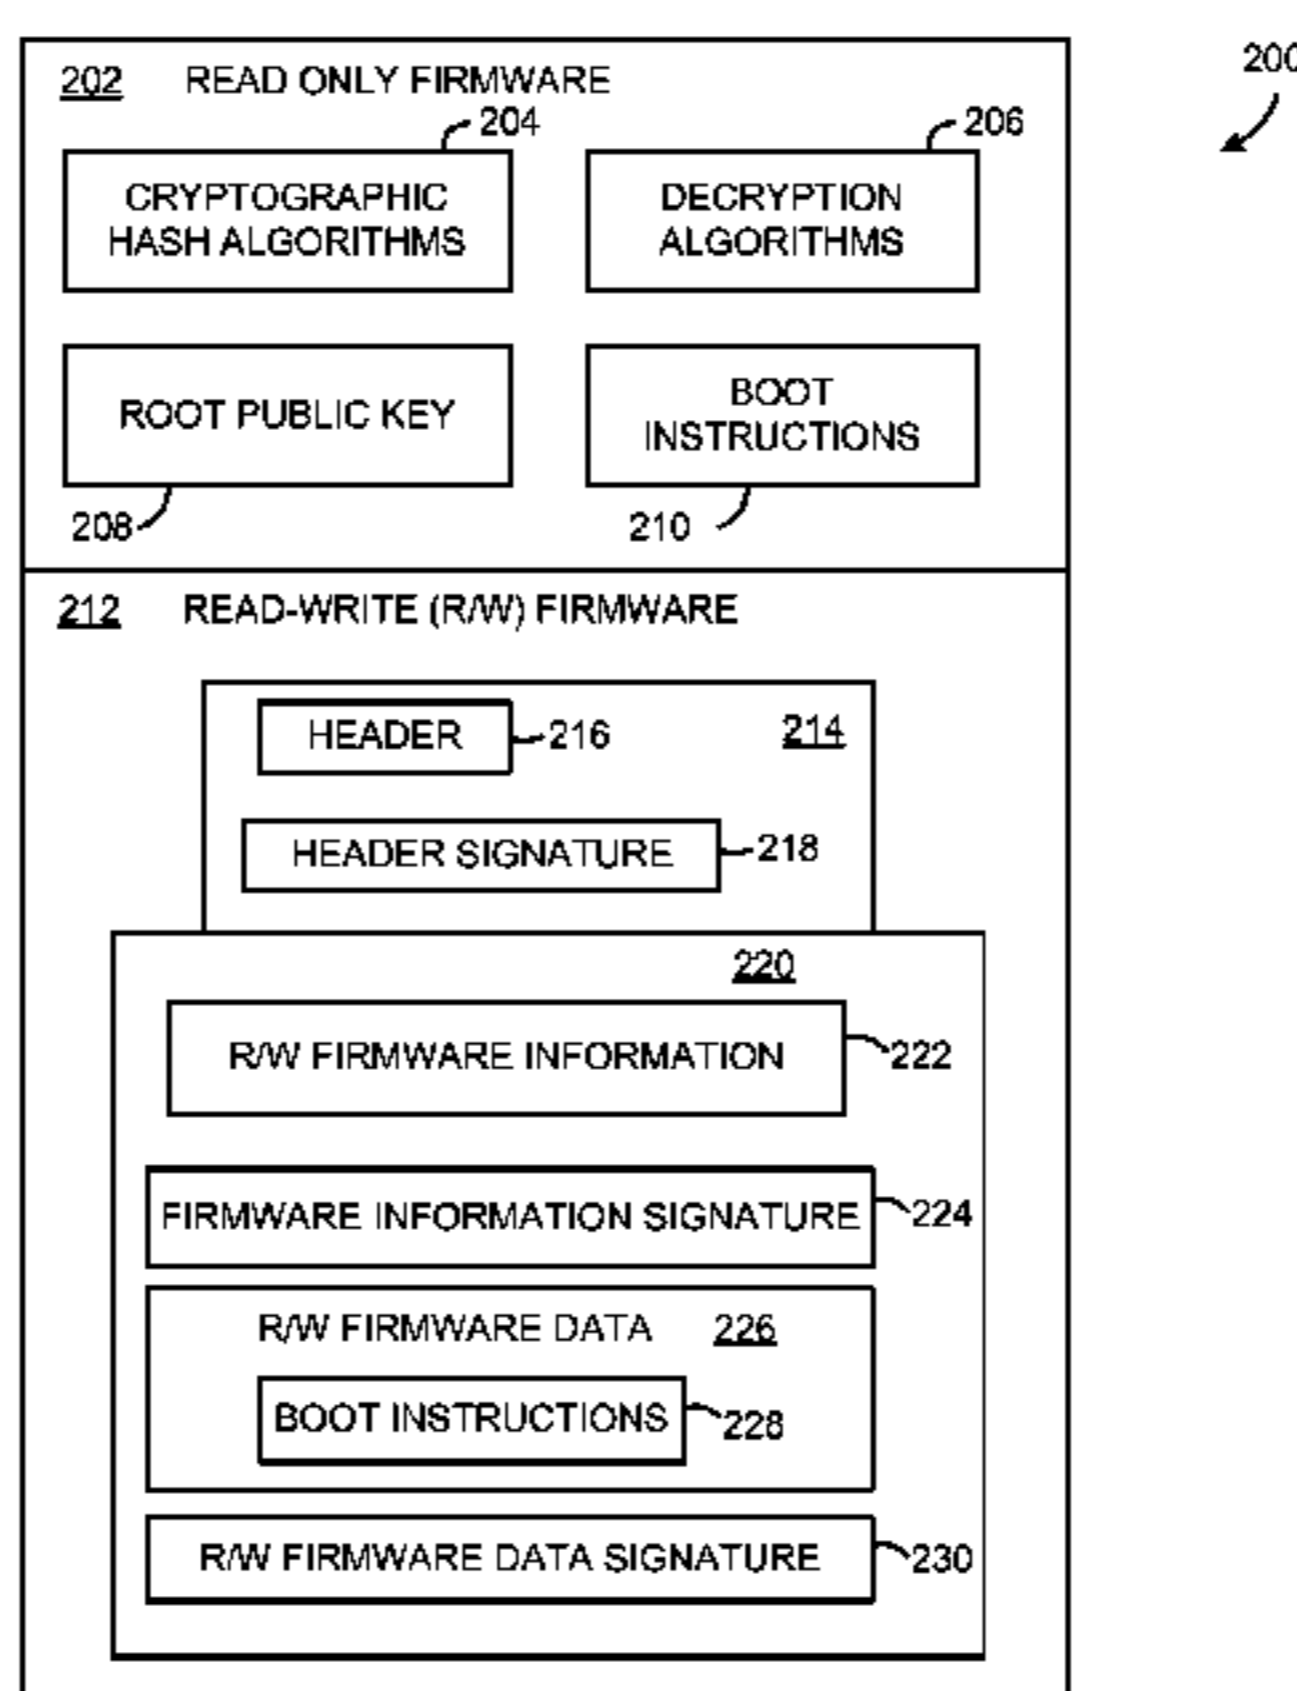 200
202 READ ONLY FIRMWARE
204
206
CRYPTOGRAPHIC
HASH ALGORITHMS
DECRYPTION
ALGORITHMS
ROOT PUBLIC KEY
BOOT
INSTRUCTIONS
208
210
212 READ-WRITE (R/W) FIRMWARE
HEADER
216
214
HEADER SIGNATURE
218
220
R/W FIRMWARE INFORMATION
222
FIRMWARE INFORMATION SIGNATURE
224
R/W FIRMWARE DATA 226
BOOT INSTRUCTIONS
228
R/W FIRMWARE DATA SIGNATURE
230